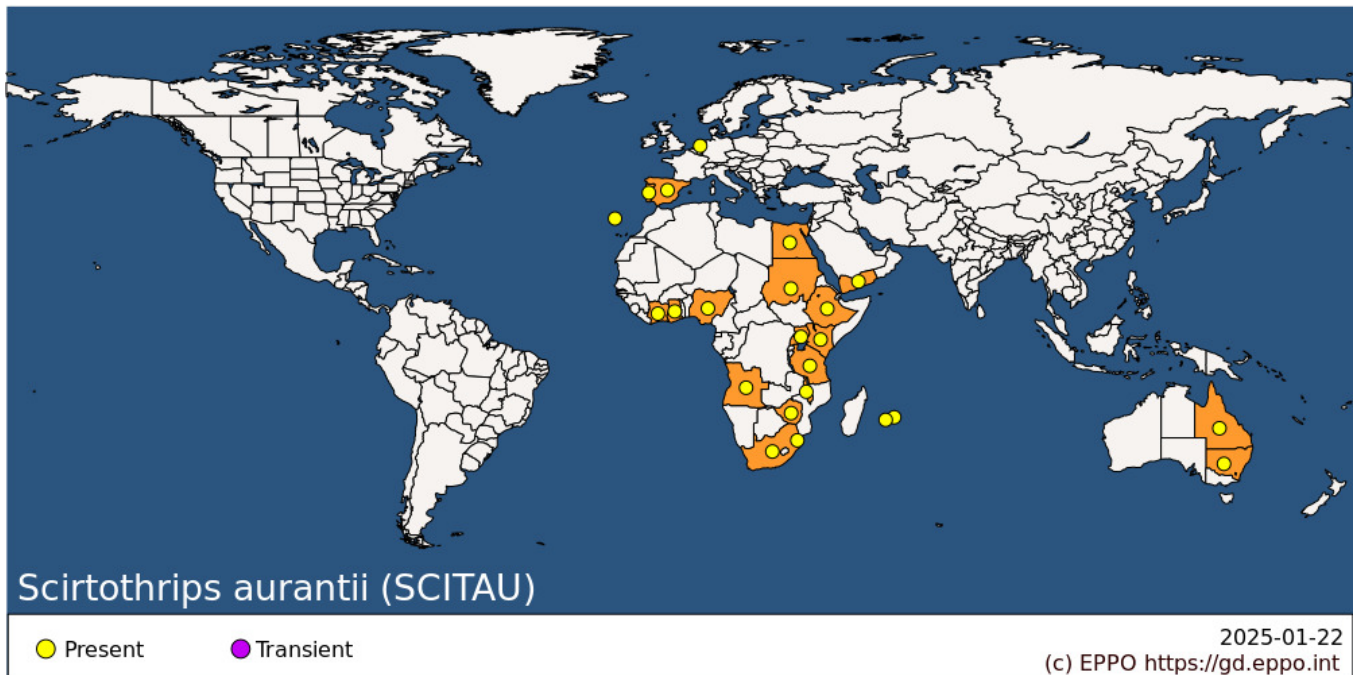 Scirtothrips aurantii (SCITAU)
Present
Transient
2025-01-22
(c) EPPO https://gd.eppo.int